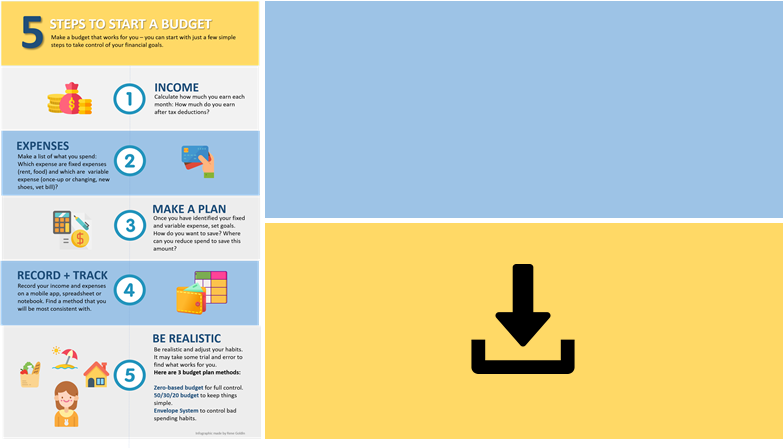 5 STEPS TO START A BUDGET
Make a budget that works for you – you can start with just a few simple
steps to take control of your financial goals.
1
INCOME
Calculate how much you earn each
month: How much do you earn
after tax deductions?
EXPENSES
Make a list of what you spend:
Which expense are fixed expenses
(rent, food) and which are variable
expense (once-up or changing, new
shoes, vet bill)?
2
3
MAKE A PLAN
Once you have identified your fixed
and variable expense, set goals.
How do you want to save? Where
can you reduce spend to save this
amount?
RECORD + TRACK
Record your income and expenses
on a mobile app, spreadsheet or
notebook. Find a method that you
will be most consistent with.
4
5
BE REALISTIC
Be realistic and adjust your habits.
It may take some trial and error to
find what works for you.
Here are 3 budget plan methods:
Zero-based budget for full control.
50/30/20 budget to keep things
simple.
Envelope System to control bad
spending habits.
Infographic made by